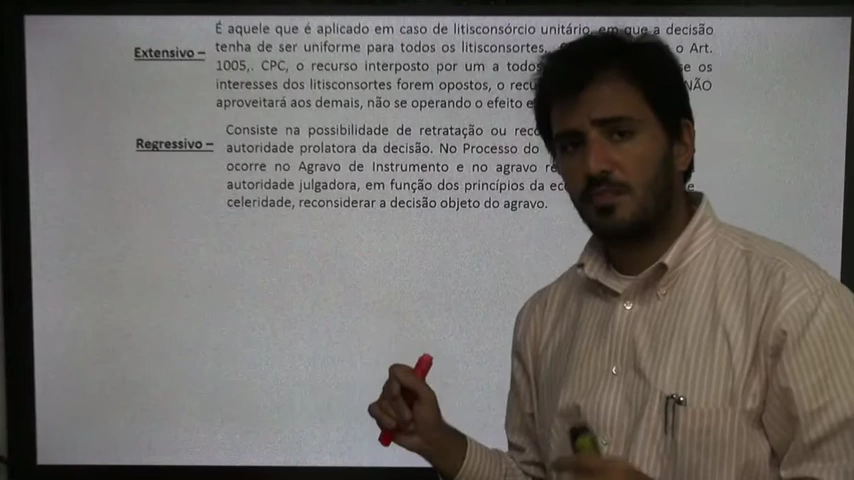 É aquele que é aplicado em caso de litisconsórcio unitário, em que a decisão
Extensivo – tenha de ser uniforme para todos os litisconsortes.
o Art.
1005,. CPC, o recurso interposto por um a todos
se os
interesses dos litisconsortes forem opostos, o
NÃO
aproveitará aos demais, não se operando o efeito
Consiste na possibilidade de retratação ou
Regressivo – autoridade prolatora da decisão. No Processo do
ocorre no Agravo de Instrumento e no agravo
autoridade julgadora, em função dos princípios da
e
celeridade, reconsiderar a decisão objeto do agravo.